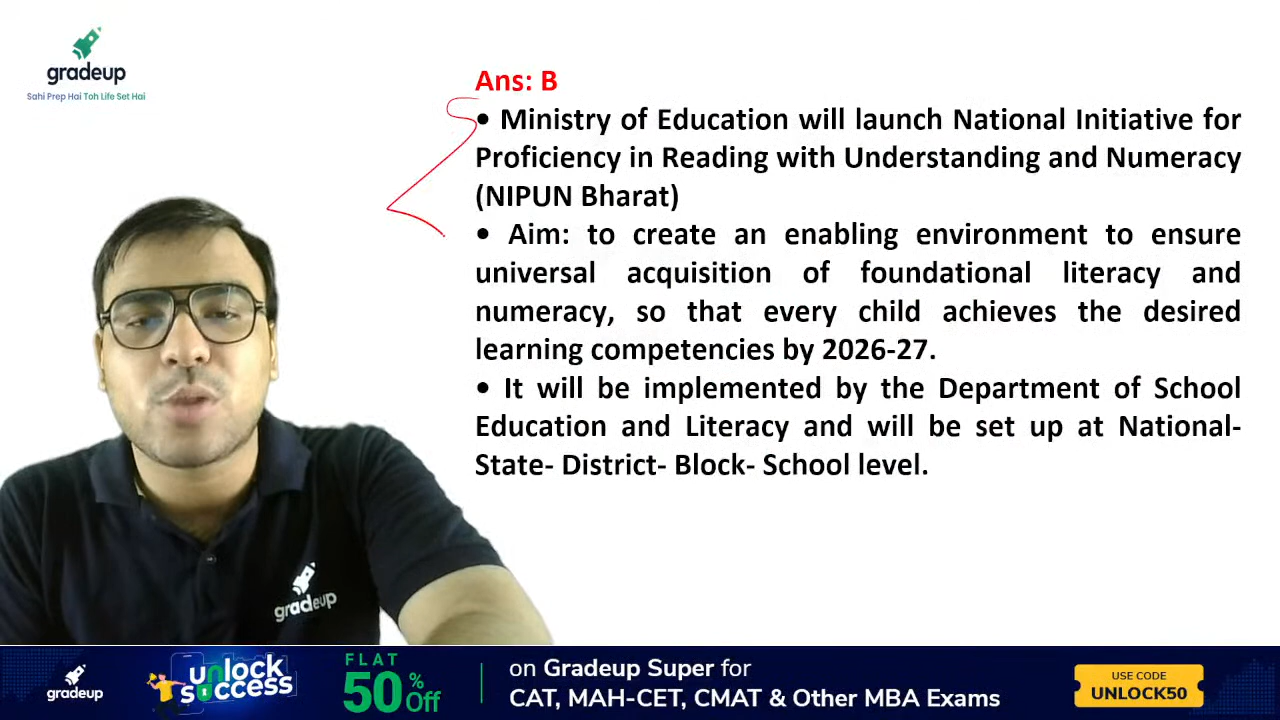 gradeup
Sahi Prep Hai Toh Life Set Hai
Ans: B
• Ministry of Education will launch National Initiative for
Proficiency in Reading with Understanding and Numeracy
(NIPUN Bharat)
• Aim: to create an enabling environment to ensure
universal acquisition of foundational literacy and
numeracy, so that every child achieves the desired
learning competencies by 2026-27.
• It will be implemented by the Department of School
Education and Literacy and will be set up at National-
State- District- Block- School level.
gradeup
gradeup
unlock
success
FLAT
50% Off
on Gradeup Super for
CAT, MAH-CET, CMAT & Other MBA Exams
USE CODE
UNLOCK50